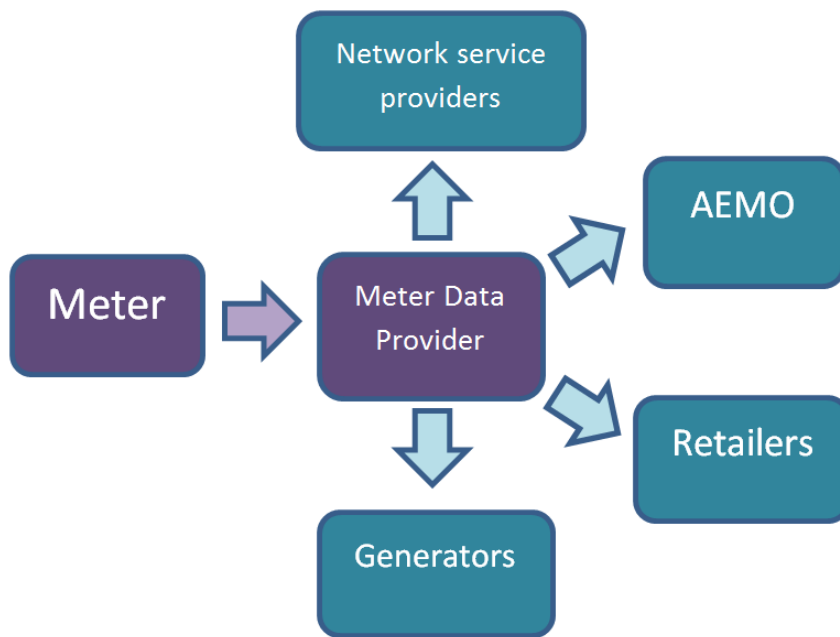 Network service
providers
AEMO
Meter
Meter Data
Provider
Retailers
Generators